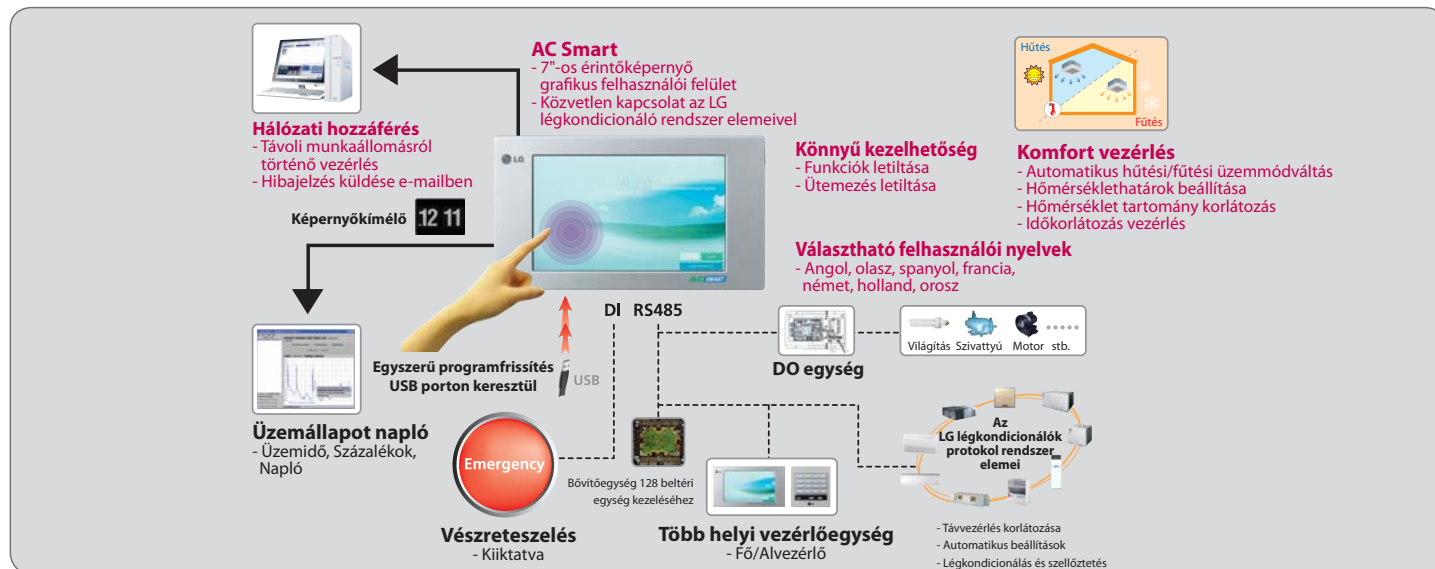 AC Smart
- 7"-os érintőképernyő
grafikus felhasználói felület
- Közvetlen kapcsolat az LG
légkondicionáló rendszer elemeivel
Hálózati hozzáférés
- Távoli munkaállomásról
történő vezérlés
- Hibajelzés küldése e-mailben
Képernyőkímélő
12 11
LG
SMART
Könnyű kezelhetőség
- Funkciók letiltása
- Ütemezés letiltása
Hűtés
Fűtés
Komfort vezérlés
- Automatikus hűtési/fűtési üzemmódváltás
- Hőmérséklethatárok beállítása
- Hőmérséklet tartomány korlátozás
- Időkorlátozás vezérlés
Választható felhasználói nyelvek
- Angol, olasz, spanyol, francia,
német, holland, orosz
DI RS485
Egyszerű programfrissítés
USB porton keresztül
USB
DO egység
Világítás Szivattyú Motor stb.
Üzemállapot napló
- Üzemidő, Százalékok,
Napló
Emergency
Vészreteszelés
- Kiiktatva
Bővítőegység 128 beltéri
egység kezeléséhez
Több helyi vezérlőegység
- Fő/Alvezérlő
Az
LG légkondicionálók
protokol rendszer
elemei
- Távvezérlés korlátozása
- Automatikus beállítások
- Légkondicionálás és szellőztetés